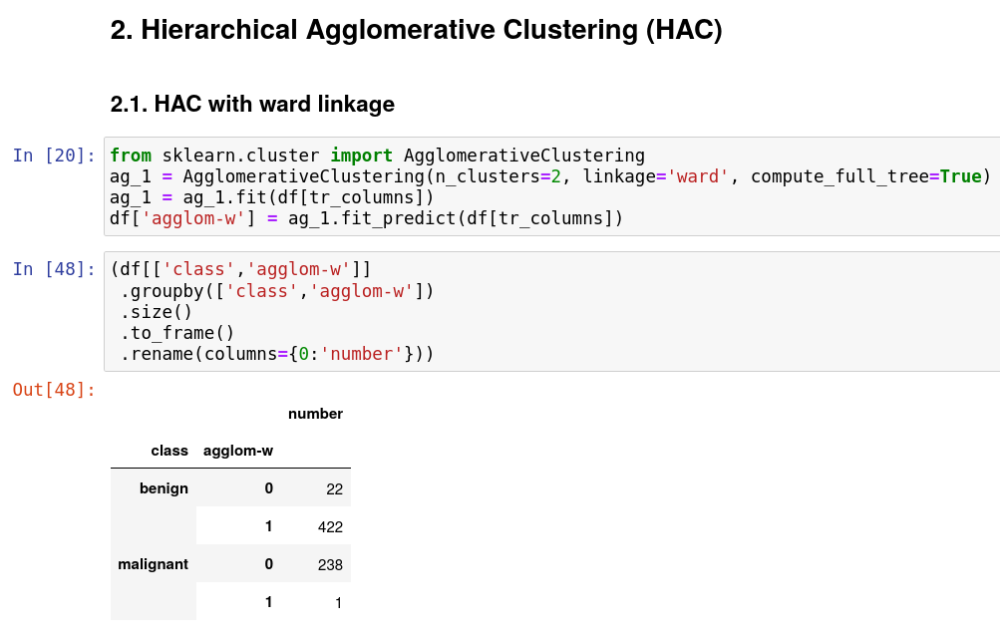 2. Hierarchical Agglomerative Clustering (HAC)
2.1. HAC with ward linkage
In [20]: from sklearn.cluster import AgglomerativeClustering
ag_1 = AgglomerativeClustering(n_clusters=2, linkage='ward', compute_full_tree=True)
ag_1 = ag_1.fit(df[tr_columns])
df['agglom-w'] = ag_1.fit_predict(df[tr_columns])
In [48]: (df[['class','agglom-w']]
.groupby(['class','agglom-w'])
.size()
.to_frame()
.rename(columns={0:'number'}))
Out[48]:
number
class agglom-w
benign 0 22
1 422
malignant 0 238
1 1